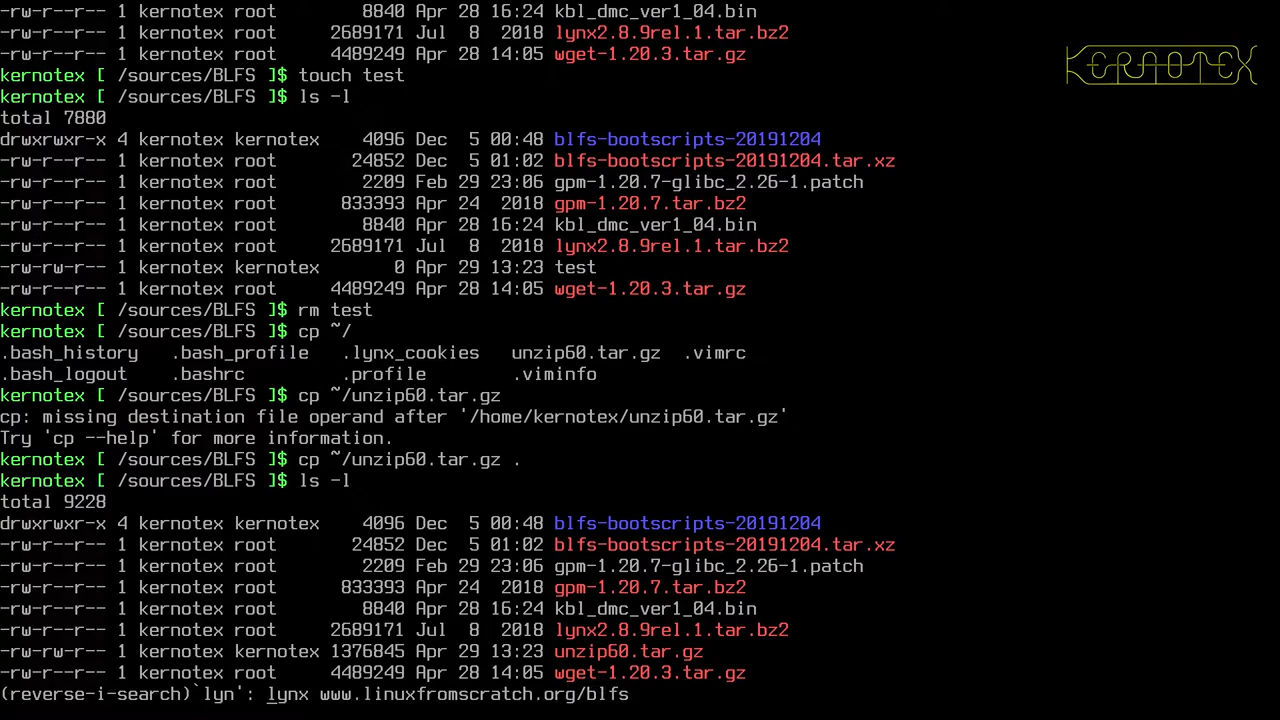 -rw-r--r-- 1 kernotex root        8840 Apr 28 16:24 kbl_dmc_ver1_04.bin
-rw-r--r-- 1 kernotex root     2689171 Jul  8  2018 lynx2.8.9rel.1.tar.bz2
-rw-r--r-- 1 kernotex root     4489249 Apr 28 14:05 wget-1.20.3.tar.gz
KERNOTEX
kernotex [ /sources/BLFS ]$ touch test
kernotex [ /sources/BLFS ]$ ls -l
total 7880
drwxrwxr-x 4 kernotex kernotex    4096 Dec  5 00:48 blfs-bootscripts-20191204
-rw-r--r-- 1 kernotex root       24852 Dec  5 01:02 blfs-bootscripts-20191204.tar.xz
-rw-r--r-- 1 kernotex root        2209 Feb 29 23:06 gpm-1.20.7-glibc_2.26-1.patch
-rw-r--r-- 1 kernotex root      833393 Apr 24  2018 gpm-1.20.7.tar.bz2
-rw-r--r-- 1 kernotex root        8840 Apr 28 16:24 kbl_dmc_ver1_04.bin
-rw-r--r-- 1 kernotex root     2689171 Jul  8  2018 lynx2.8.9rel.1.tar.bz2
-rw-rw-r-- 1 kernotex kernotex       0 Apr 29 13:23 test
-rw-r--r-- 1 kernotex root     4489249 Apr 28 14:05 wget-1.20.3.tar.gz
kernotex [ /sources/BLFS ]$ rm test
kernotex [ /sources/BLFS ]$ cp ~/
.bash_history   .bash_profile   .lynx_cookies   unzip60.tar.gz  .vimrc
.bash_logout    .bashrc         .profile        .viminfo
kernotex [ /sources/BLFS ]$ cp ~/unzip60.tar.gz
cp: missing destination file operand after '/home/kernotex/unzip60.tar.gz'
Try 'cp --help' for more information.
kernotex [ /sources/BLFS ]$ cp ~/unzip60.tar.gz .
kernotex [ /sources/BLFS ]$ ls -l
total 9228
drwxrwxr-x 4 kernotex kernotex    4096 Dec  5 00:48 blfs-bootscripts-20191204
-rw-r--r-- 1 kernotex root       24852 Dec  5 01:02 blfs-bootscripts-20191204.tar.xz
-rw-r--r-- 1 kernotex root        2209 Feb 29 23:06 gpm-1.20.7-glibc_2.26-1.patch
-rw-r--r-- 1 kernotex root      833393 Apr 24  2018 gpm-1.20.7.tar.bz2
-rw-r--r-- 1 kernotex root        8840 Apr 28 16:24 kbl_dmc_ver1_04.bin
-rw-r--r-- 1 kernotex root     2689171 Jul  8  2018 lynx2.8.9rel.1.tar.bz2
-rw-rw-r-- 1 kernotex kernotex 1376845 Apr 29 13:23 unzip60.tar.gz
-rw-r--r-- 1 kernotex root     4489249 Apr 28 14:05 wget-1.20.3.tar.gz
(reverse-i-search)`lyn': lynx www.linuxfromscratch.org/blfs